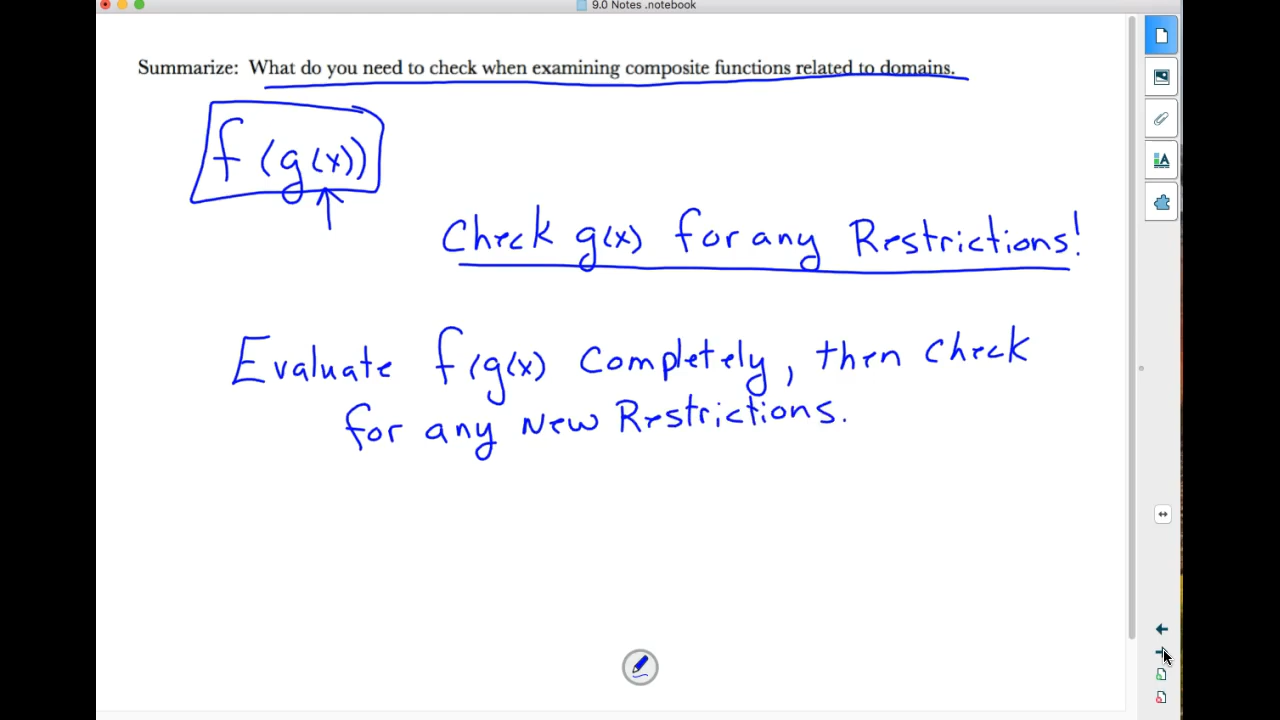 9.0 Notes .notebook
Summarize: What do you need to check when examining composite functions related to domains.
f(g(x))
Check g(x) for any Restrictions!
Evaluate f(g(x) completely, then check
for any New Restrictions.